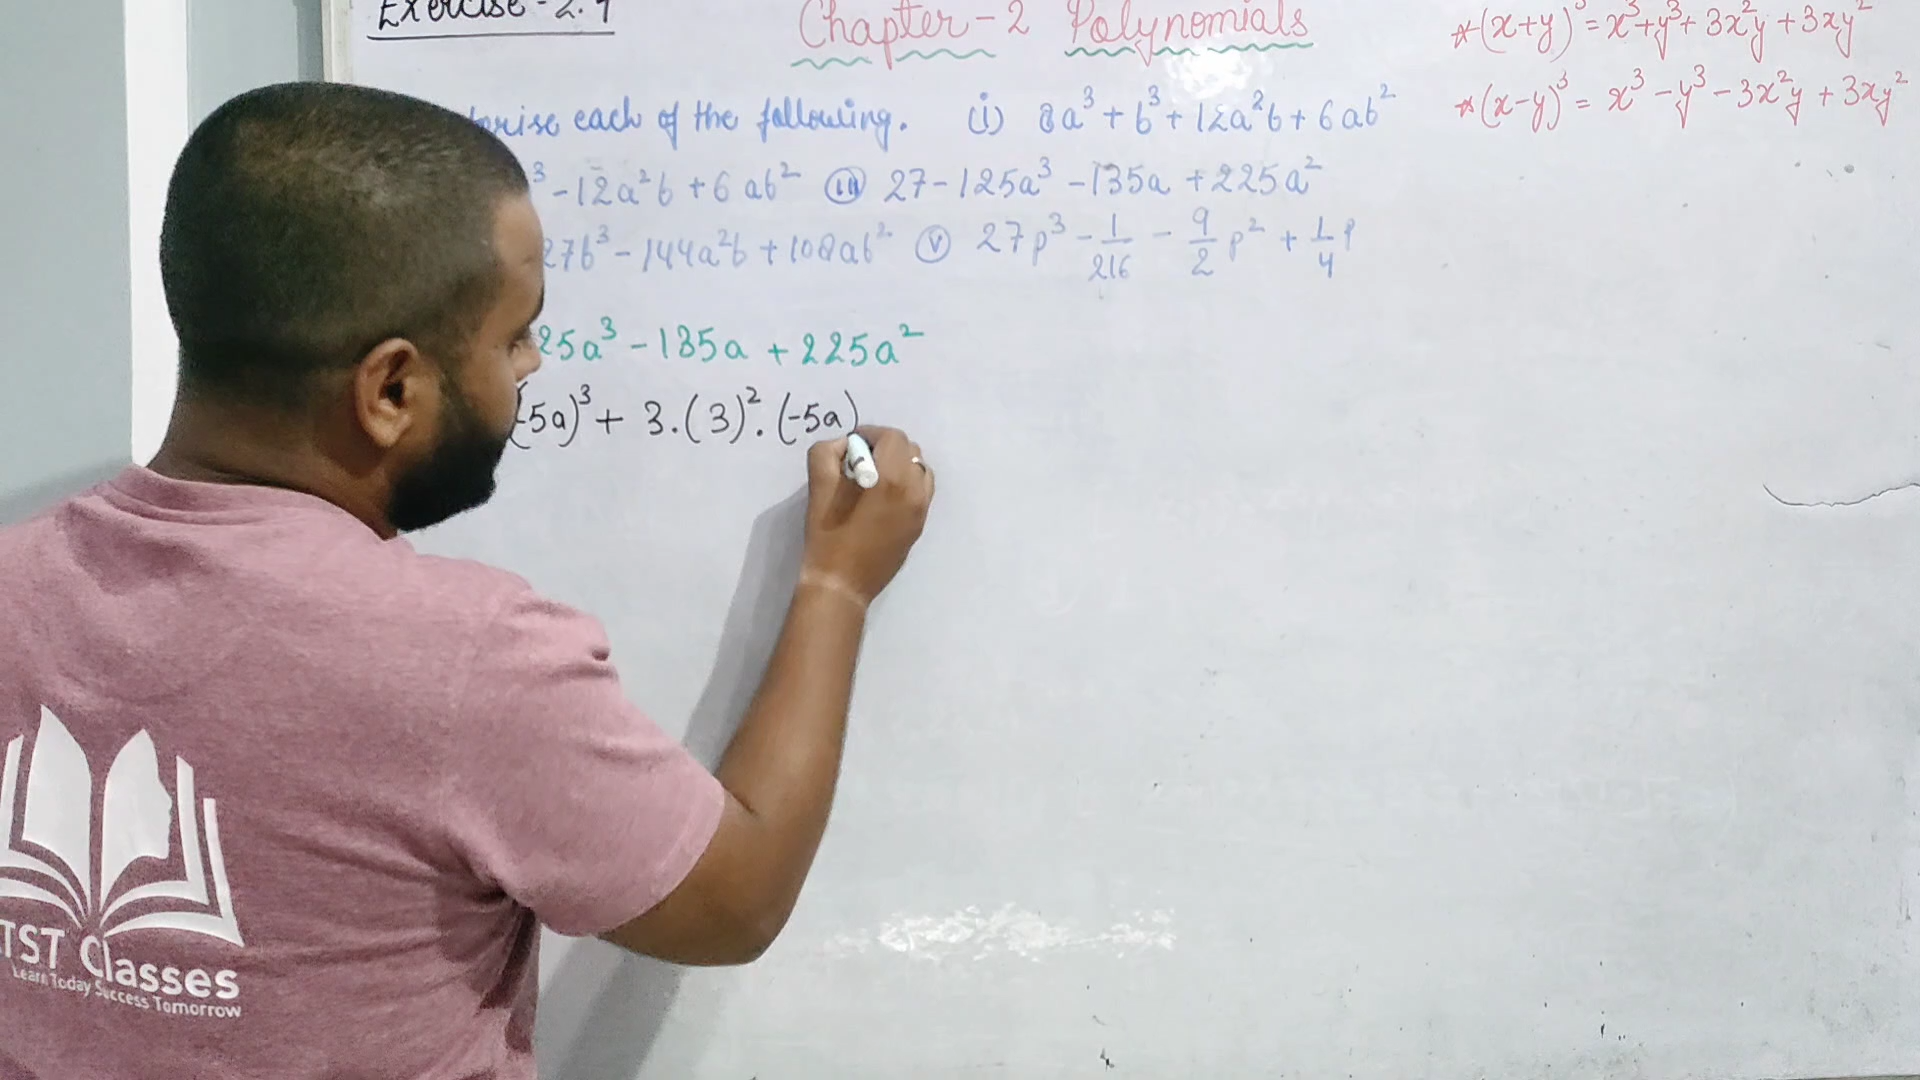 Exercise - 2.4
Chapter - 2 Polynomials
*(x+y)³ = x³+y³+ 3x²y + 3xy²
*(x-y)³ = x³ - y³ - 3x²y + 3xy²
each of the following. (i) 8a³ + b³ + 12a²b + 6ab²
³ - 12a²b + 6ab² (iii) 27 - 125a³ - 135a + 225a²
27b³ - 144a²b + 108ab² (v) 27p³ - 1/216 - 9/2 p² + 1/4 p
25a³ - 135a + 225a²
(-5a)³ + 3.(3)².(-5a)
TST Classes
Learn Today Success Tomorrow